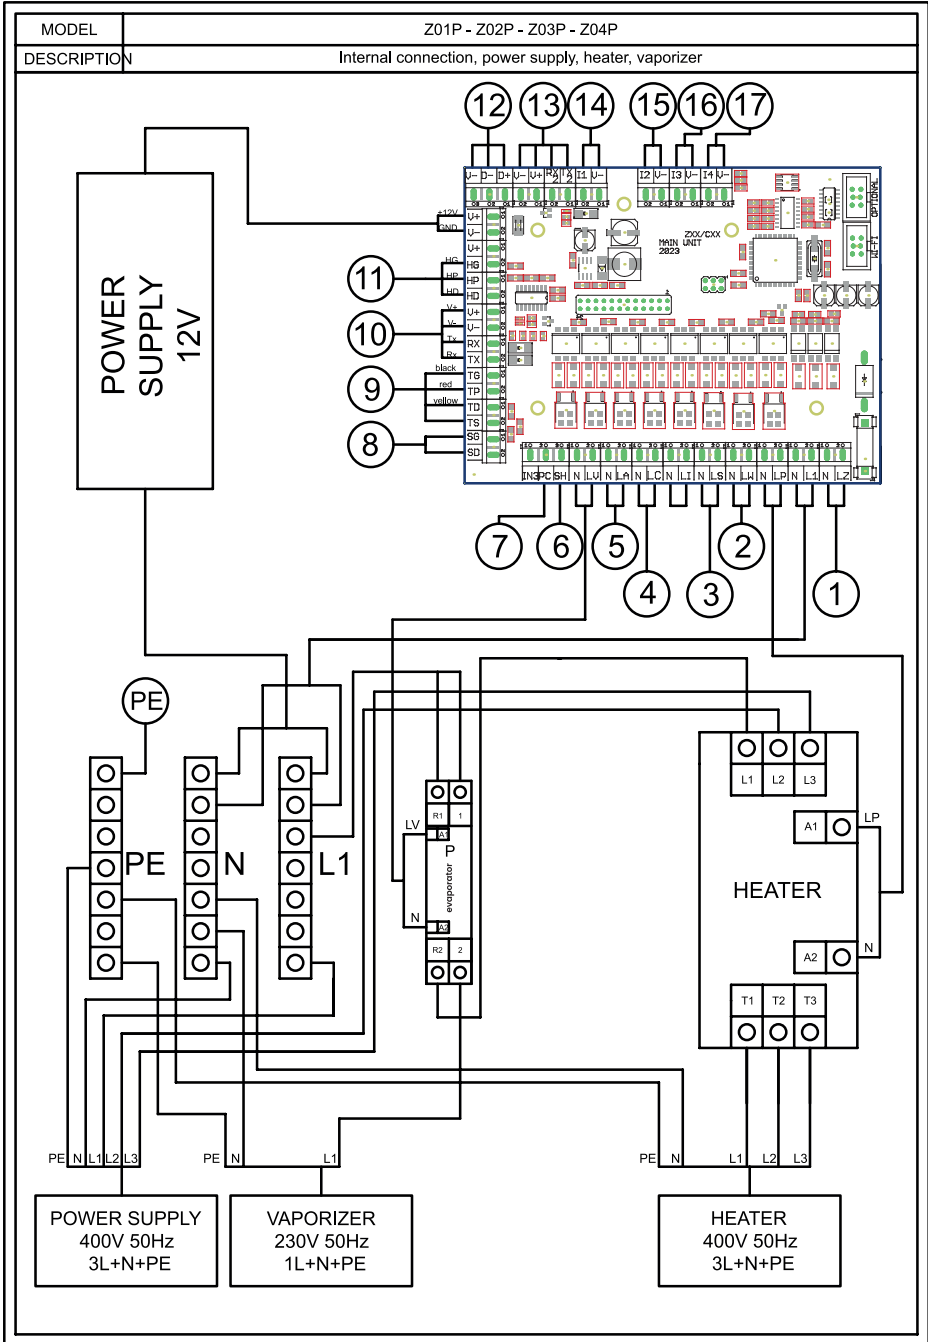 MODEL
Z01P - Z02P - Z03P - Z04P
DESCRIPTION
Internal connection, power supply, heater, vaporizer
12 13 14 15 16 17
V- D- D+ V- V+ RX2 TX2 I1 V- I2 V- I3 V- I4 V-
OPTIONAL
WI-FI
ZXX/CXX
MAIN UNIT
2023
POWER
SUPPLY
12V
+12V V+
GND V-
V+
HG HG
11 HP HP
HD HD
V+ V+
10 V- V-
Tx RX
Rx TX
black TG
9 red TP
yellow TD
TS
8 SG
SD
IN3 PC SH N LV N LA N LC N LI N LS N LW N LP N L1 N LZ
7 6 5 2
4 3 1
PE
L1 L2 L3
R1 1
LV A1
A1 LP
PE N L1
P
evaporator
HEATER
N A2
R2 2
A2 N
T1 T2 T3
PE N L1 L2 L3
PE N L1
PE N L1 L2 L3
POWER SUPPLY
400V 50Hz
3L+N+PE
VAPORIZER
230V 50Hz
1L+N+PE
HEATER
400V 50Hz
3L+N+PE